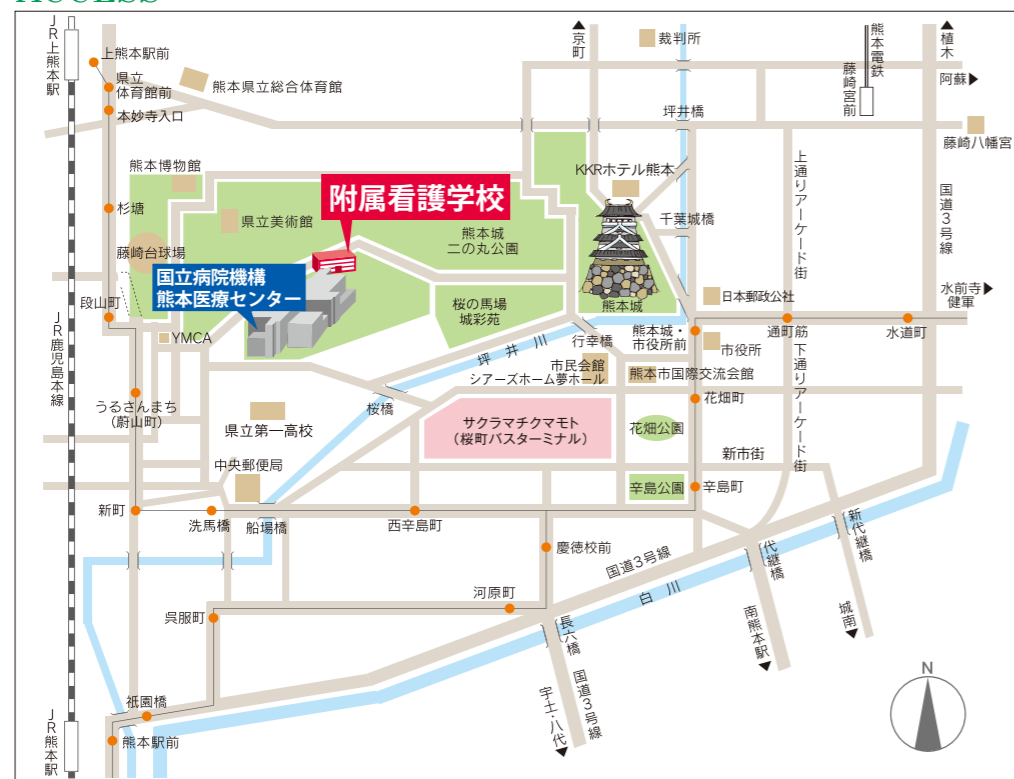 ACCESS
JR上熊本駅
上熊本駅前
県立
体育館前
本妙寺入口
熊本県立総合体育館
▲
京町
裁判所
熊本電鉄
藤崎宮前
▲
植木
阿蘇▶
坪井橋
藤崎八幡宮
熊本博物館
KKRホテル熊本
上通りアーケード街
国道3号線
附属看護学校
県立美術館
杉塘
熊本城
二の丸公園
千葉城橋
藤崎台球場
国立病院機構
熊本医療センター
段山町
桜の馬場
城彩苑
熊本城
日本郵政公社
水前寺▶
健軍
JR鹿児島本線
YMCA
坪井川
行幸橋
熊本城・
市役所前
通町筋
水道町
市役所
市民会館
シアーズホーム夢ホール
熊本市国際交流会館
下通りアーケード街
うるさんまち
(蔚山町)
桜橋
花畑町
県立第一高校
サクラマチクマモト
(桜町バスターミナル)
花畑公園
新市街
中央郵便局
辛島公園
辛島町
新町
洗馬橋
船場橋
西辛島町
慶徳校前
国道3号線
代継橋
新代継橋
白川
河原町
呉服町
長六橋
国道3号線
宇土・八代▼
南熊本駅▼
城南▼
祇園橋
熊本駅前
JR熊本駅
N